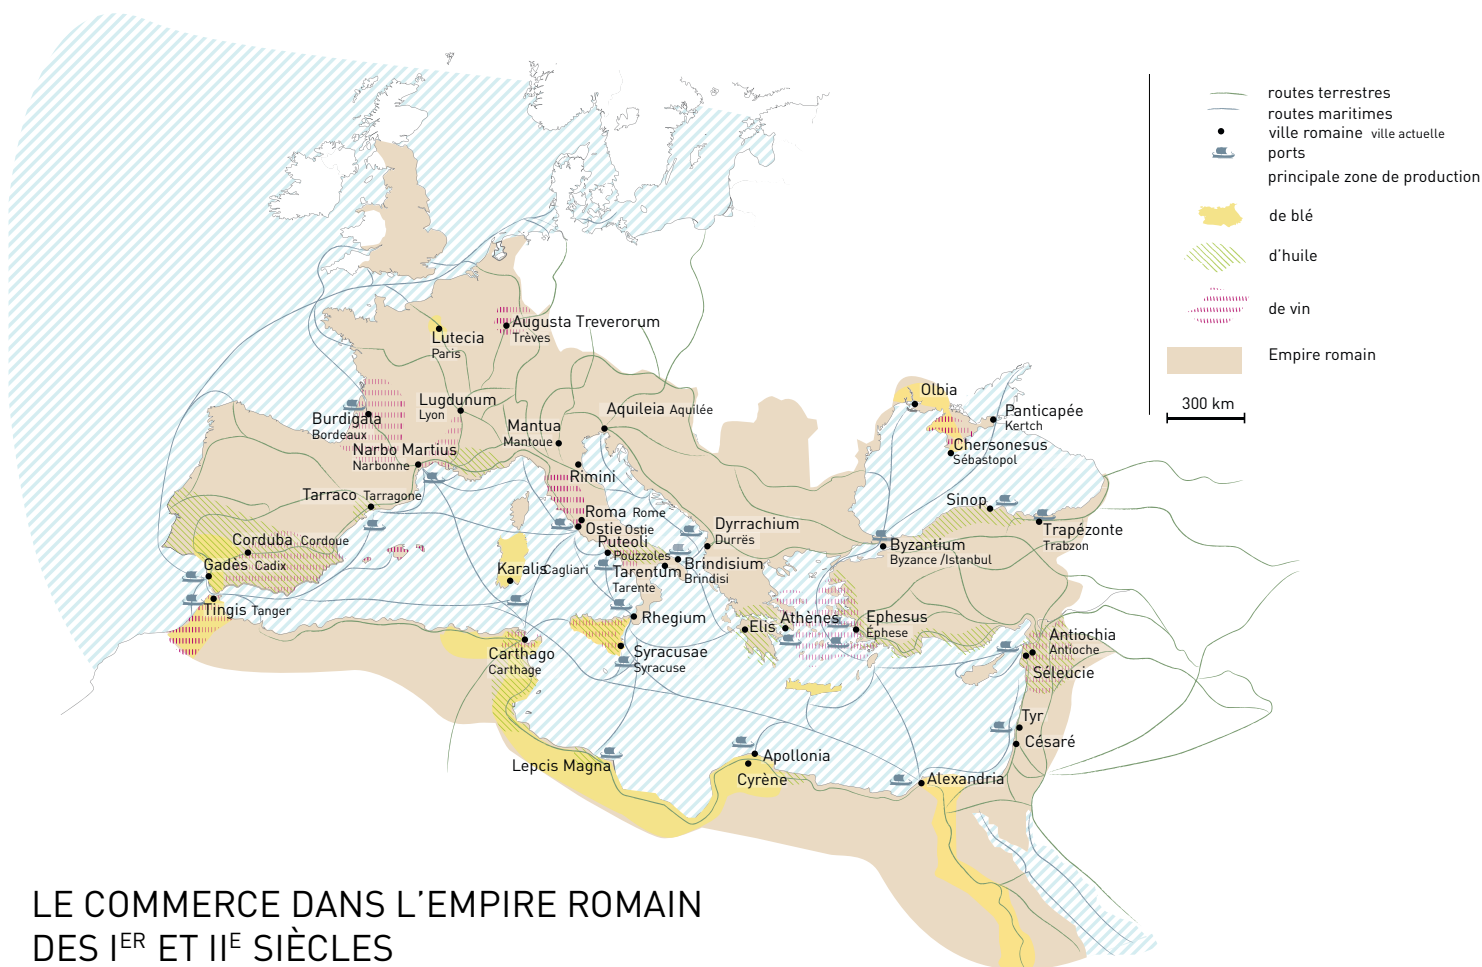 routes terrestres
routes maritimes
ville romaine ville actuelle
ports
principale zone de production
de blé
d'huile
de vin
Empire romain
300 km
Augusta Treverorum
Trèves
Lutecia
Paris
Lugdunum
Lyon
Burdigala
Bordeaux
Mantua
Mantoue
Aquileia Aquilée
Narbo Martius
Narbonne
Rimini
Tarraco Tarragone
Roma Rome
Ostie Ostie
Puteoli
Pouzzoles
Corduba Cordoue
Gadès Cadix
Tingis Tanger
Karalis Cagliari
Tarentum
Tarente
Brindisium
Brindisi
Dyrrachium
Durrës
Rhegium
Syracusae
Syracuse
Carthago
Carthage
Elis
Athènes
Ephesus
Éphese
Byzantium
Byzance /Istanbul
Olbia
Panticapée
Kertch
Chersonesus
Sébastopol
Sinop
Trapézonte
Trabzon
Antiochia
Antioche
Séleucie
Tyr
Césaré
Lepcis Magna
Apollonia
Cyrène
Alexandria
LE COMMERCE DANS L'EMPIRE ROMAIN
DES IER ET IIE SIÈCLES